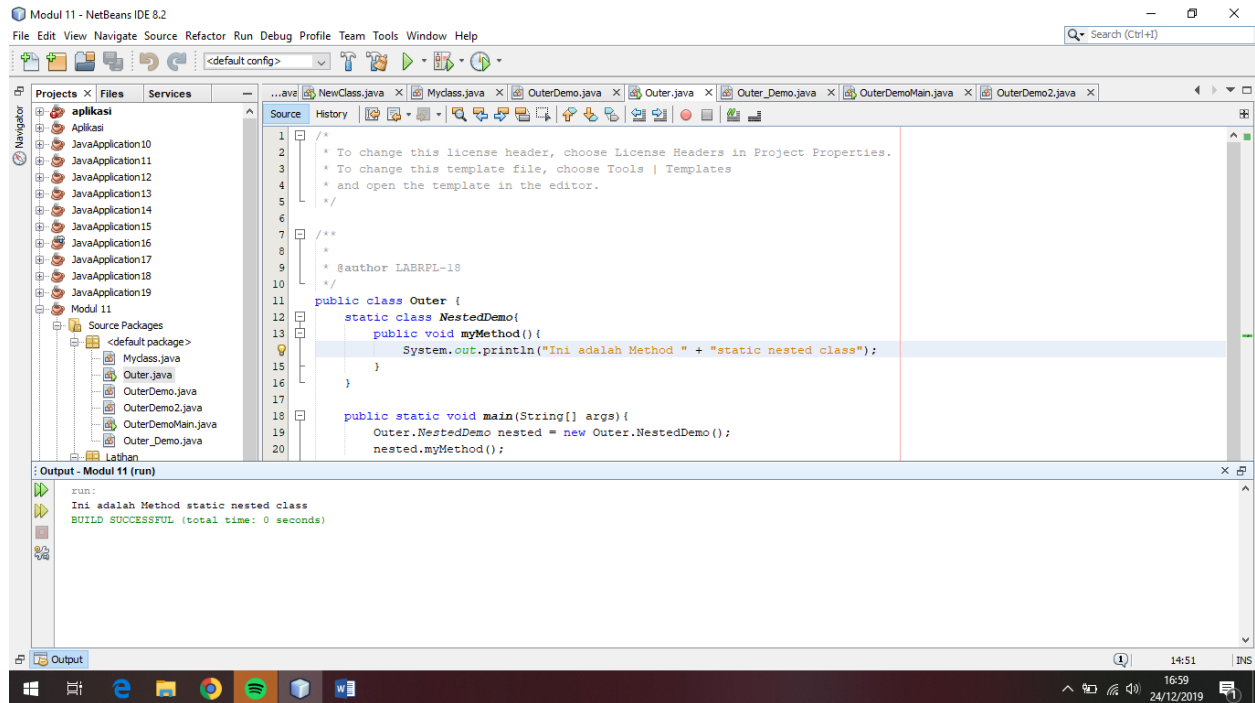 Modul 11 - NetBeans IDE 8.2
File Edit View Navigate Source Refactor Run Debug Profile Team Tools Window Help
Search (Ctrl+I)
<default config>
Projects Files Services
Navigator
aplikasi
Aplikasi
JavaApplication10
JavaApplication11
JavaApplication12
JavaApplication13
JavaApplication14
JavaApplication15
JavaApplication16
JavaApplication17
JavaApplication18
JavaApplication19
Modul 11
Source Packages
<default package>
Myclass.java
Outer.java
OuterDemo.java
OuterDemo2.java
OuterDemoMain.java
Outer_Demo.java
Latihan
...ava NewClass.java Myclass.java OuterDemo.java Outer.java Outer_Demo.java OuterDemoMain.java OuterDemo2.java
Source History
1 /*
2 * To change this license header, choose License Headers in Project Properties.
3 * To change this template file, choose Tools | Templates
4 * and open the template in the editor.
5 */
6
7 /**
8 *
9 * @author LABRPL-18
10 */
11 public class Outer {
12 static class NestedDemo{
13 public void myMethod(){
System.out.println("Ini adalah Method " + "static nested class");
15 }
16 }
17
18 public static void main(String[] args){
19 Outer.NestedDemo nested = new Outer.NestedDemo();
20 nested.myMethod();
Output - Modul 11 (run)
run:
Ini adalah Method static nested class
BUILD SUCCESSFUL (total time: 0 seconds)
Output
1 14:51 INS
16:59
24/12/2019